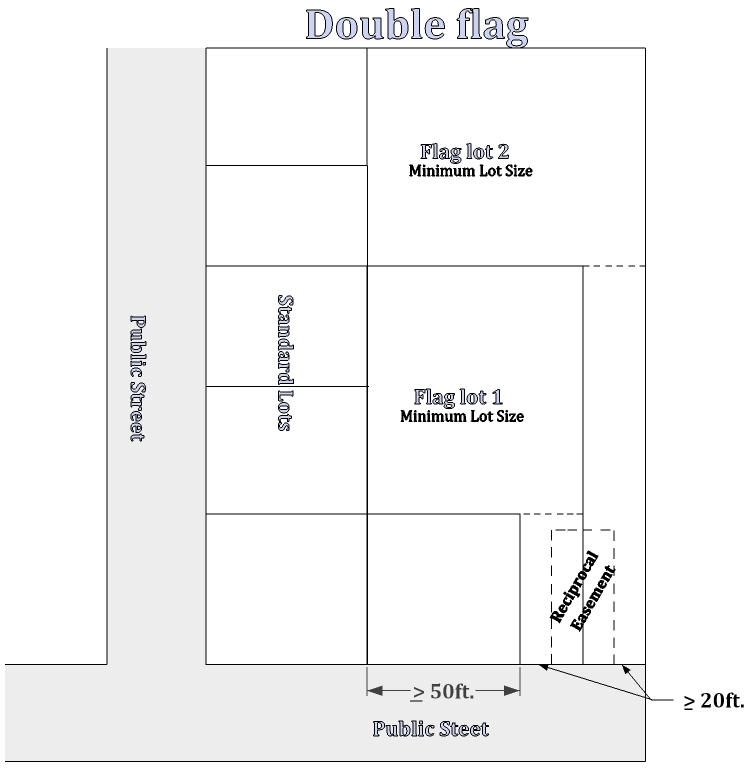 Double flag
Flag lot 2
Minimum Lot Size
Public Street
Standard Lots
Flag lot 1
Minimum Lot Size
Reciprocal
Easement
≥ 50ft.
≥ 20ft.
Public Steet